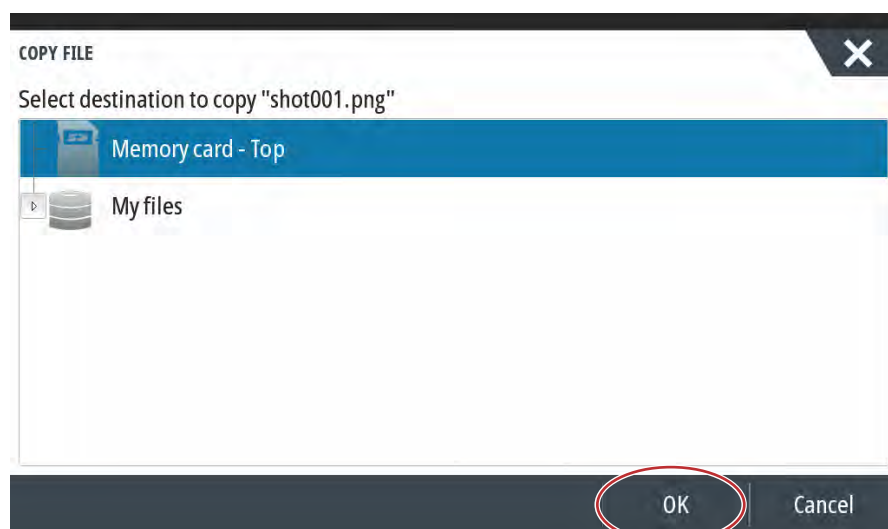 COPY FILE
Select destination to copy "shot001.png"
Memory card - Top
My files
OK
Cancel